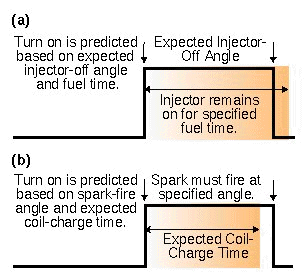 (a)
Turn on is predicted
based on expected
injector-off angle
and fuel time.
Expected Injector-
Off Angle
Injector remains
on for specified
fuel time.
(b)
Turn on is predicted
based on spark-fire
angle and expected
coil-charge time.
Spark must fire at
specified angle.
Expected Coil-
Charge Time